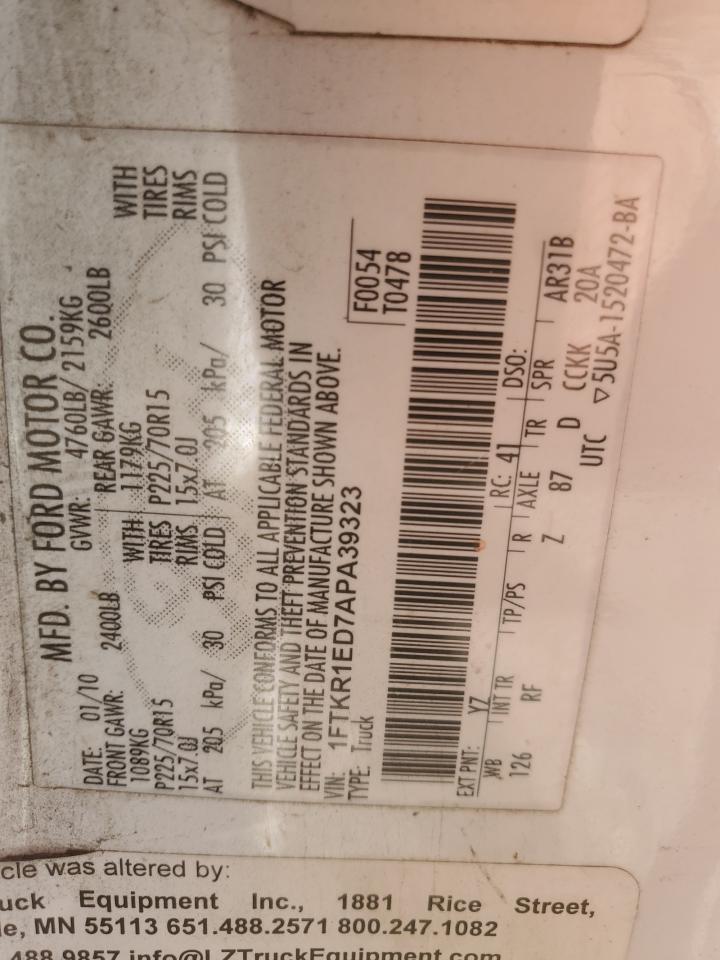 MFD. BY FORD MOTOR CO.
DATE: 01/10 GVWR: 4760LB/ 2159KG
FRONT GAWR: 2400LB REAR GAWR: 2600LB
1089KG WITH 1179KG WITH
P225/70R15 TIRES P225/70R15 TIRES
15x7.0J RIMS 15x7.0J RIMS
AT 205 kPa/ 30 PSI COLD AT 205 kPa/ 30 PSI COLD
THIS VEHICLE CONFORMS TO ALL APPLICABLE FEDERAL MOTOR
VEHICLE SAFETY AND THEFT PREVENTION STANDARDS IN
EFFECT ON THE DATE OF MANUFACTURE SHOWN ABOVE.
VIN: 1FTKR1ED7APA39323 F0054
TYPE: Truck T0478
EXT PNT: YZ RC: 41 DSO:
WB INT TR TP/PS R AXLE TR SPR AR31B
126 RF Z 87 D CCKK 20A
UTC ▽5U5A-1520472-BA
cle was altered by:
uck Equipment Inc., 1881 Rice Street,
le, MN 55113 651.488.2571 800.247.1082
488.9857 info@LZTruckEquipment.com